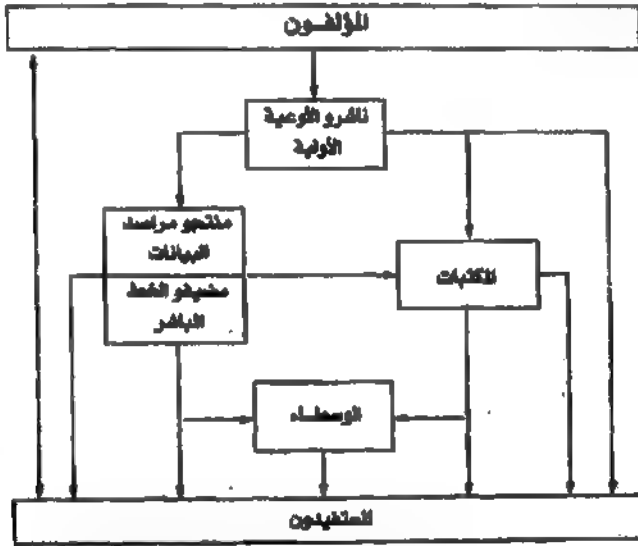 المؤلفون
ناشرو الأوعية
الأولية
منتجو مراصد
البيانات
مضيفو الخط
المباشر
المكتبات
الوسطاء
المستفيدون